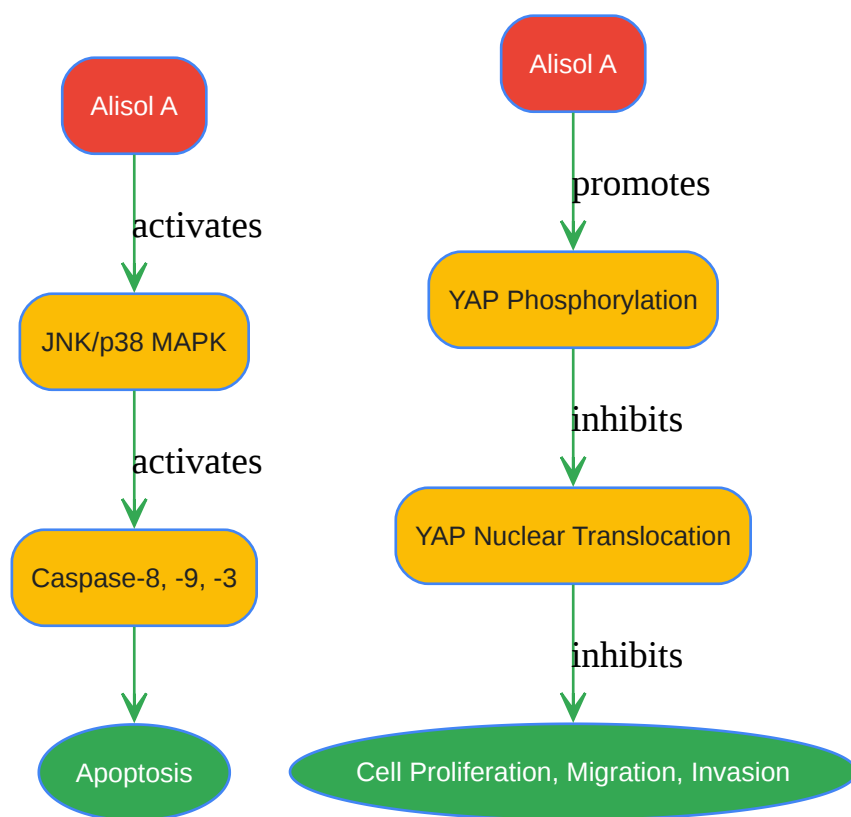 Alisol A
activates
JNK/p38 MAPK
activates
Caspase-8, -9, -3
Apoptosis
Alisol A
promotes
YAP Phosphorylation
inhibits
YAP Nuclear Translocation
inhibits
Cell Proliferation, Migration, Invasion